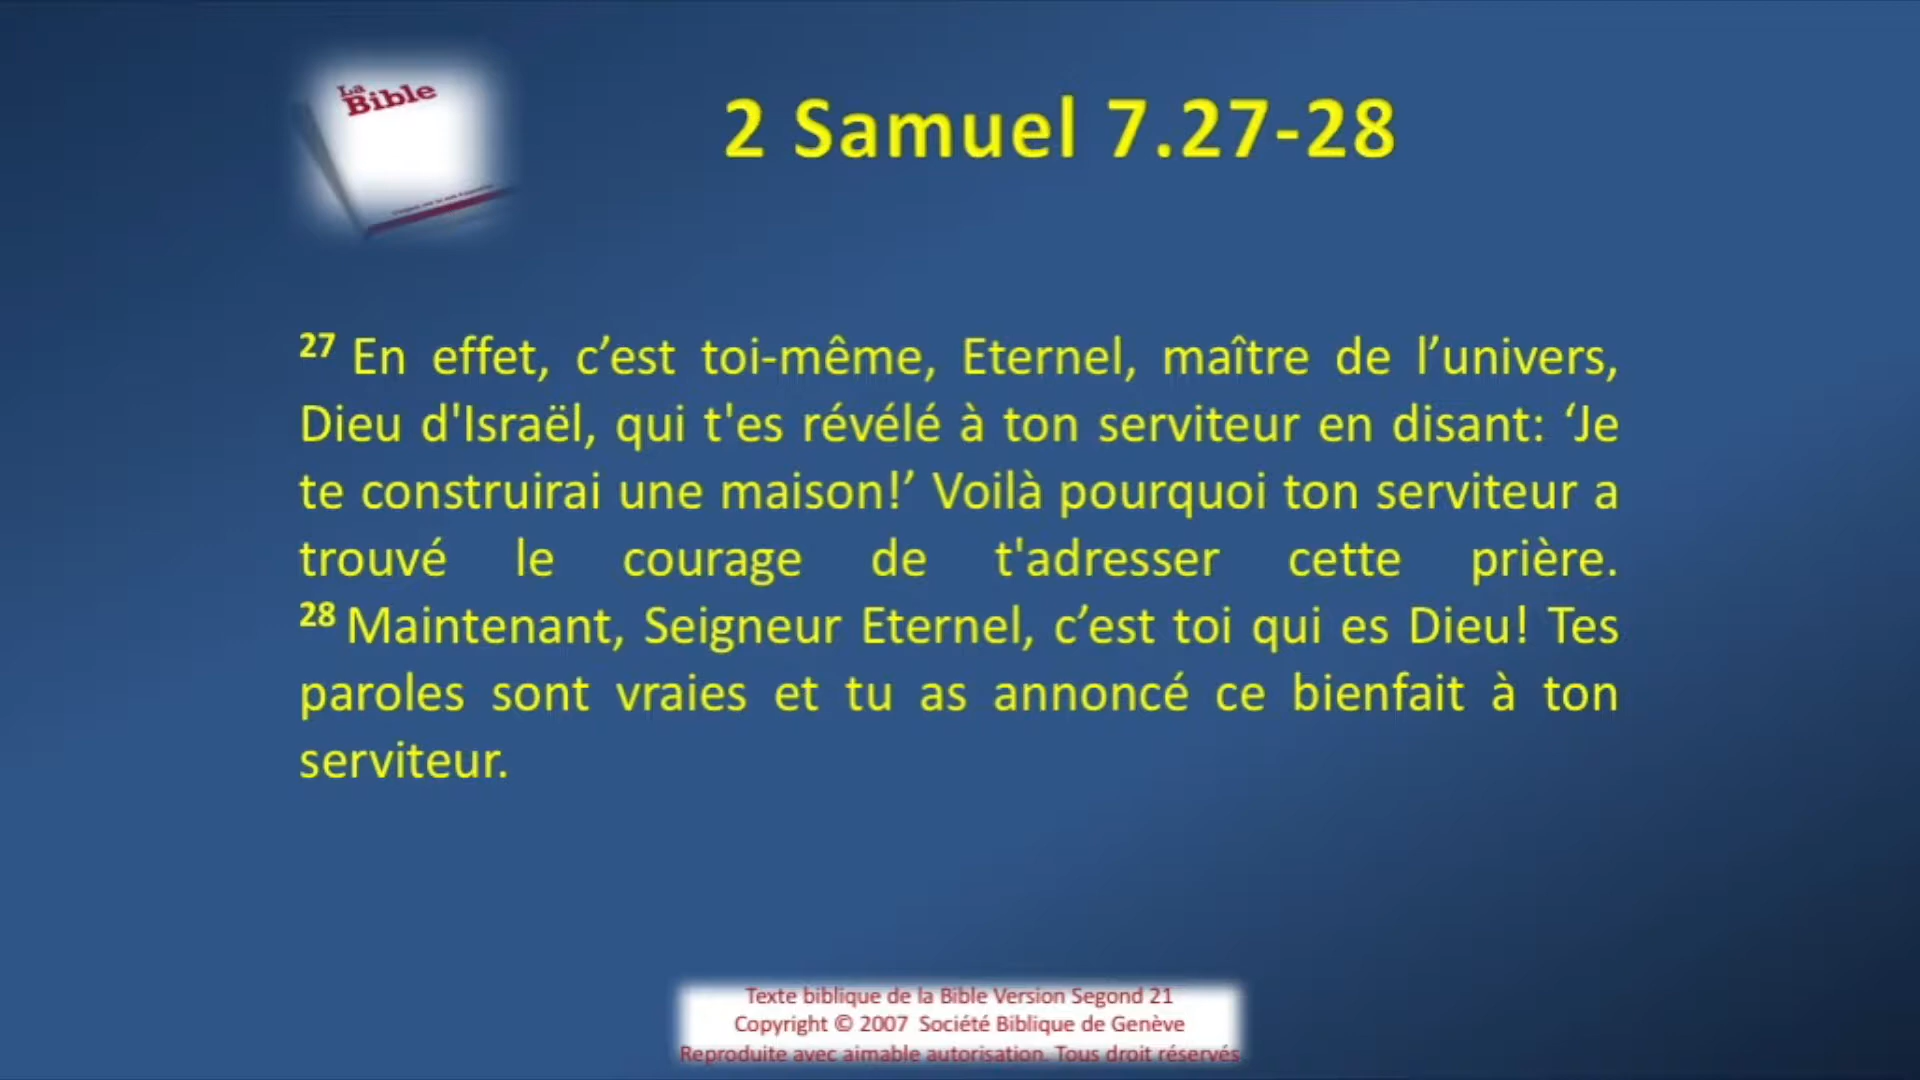 La
Bible
2 Samuel 7.27-28
27 En effet, c’est toi-même, Eternel, maître de l’univers,
Dieu d'Israël, qui t'es révélé à ton serviteur en disant: ‘Je
te construirai une maison!’ Voilà pourquoi ton serviteur a
trouvé le courage de t'adresser cette prière.
28 Maintenant, Seigneur Eternel, c’est toi qui es Dieu! Tes
paroles sont vraies et tu as annoncé ce bienfait à ton
serviteur.
Texte biblique de la Bible Version Segond 21
Copyright © 2007 Société Biblique de Genève
Reproduite avec aimable autorisation. Tous droit réservés